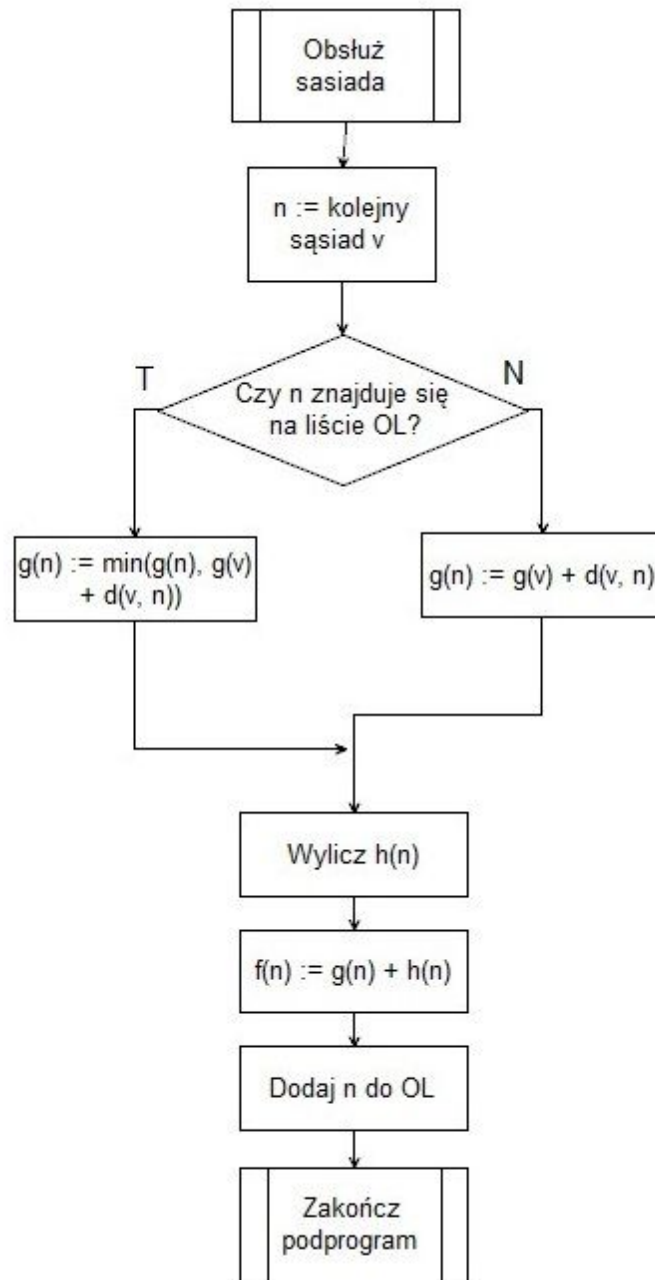 Obsłuż
sasiada
n := kolejny
sąsiad v
T
N
Czy n znajduje się
na liście OL?
g(n) := min(g(n), g(v)
+ d(v, n))
g(n) := g(v) + d(v, n)
Wylicz h(n)
f(n) := g(n) + h(n)
Dodaj n do OL
Zakończ
podprogram